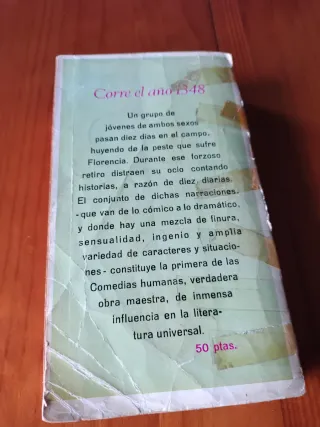 Corre el año 1348
Un grupo de
jóvenes de ambos sexos
pasan diez días en el campo,
huyendo de la peste que sufre
Florencia. Durante ese forzoso
retiro distraen su ocio contando
historias, a razón de diez diarias.
El conjunto de dichas narraciones,
-que van de lo cómico a lo dramático,
y donde hay una mezcla de finura,
sensualidad, ingenio y amplia
variedad de caracteres y situacio-
nes- constituye la primera de las
Comedias humanas, verdadera
obra maestra, de inmensa
influencia en la litera-
tura universal.
50 ptas.